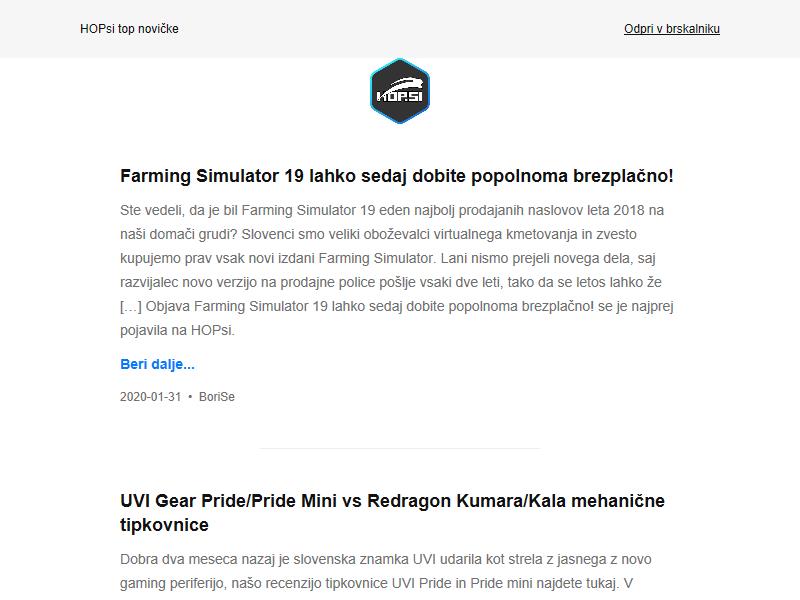 HOPsi top novičke
Odpri v brskalniku
HOP.SI
Farming Simulator 19 lahko sedaj dobite popolnoma brezplačno!
Ste vedeli, da je bil Farming Simulator 19 eden najbolj prodajanih naslovov leta 2018 na
naši domači grudi? Slovenci smo veliki oboževalci virtualnega kmetovanja in zvesto
kupujemo prav vsak novi izdani Farming Simulator. Lani nismo prejeli novega dela, saj
razvijalec novo verzijo na prodajne police pošlje vsaki dve leti, tako da se letos lahko že
[…] Objava Farming Simulator 19 lahko sedaj dobite popolnoma brezplačno! se je najprej
pojavila na HOPsi.
Beri dalje...
2020-01-31 • BoriSe
UVI Gear Pride/Pride Mini vs Redragon Kumara/Kala mehanične
tipkovnice
Dobra dva meseca nazaj je slovenska znamka UVI udarila kot strela z jasnega z novo
gaming periferijo, našo recenzijo tipkovnice UVI Pride in Pride mini najdete tukaj. V